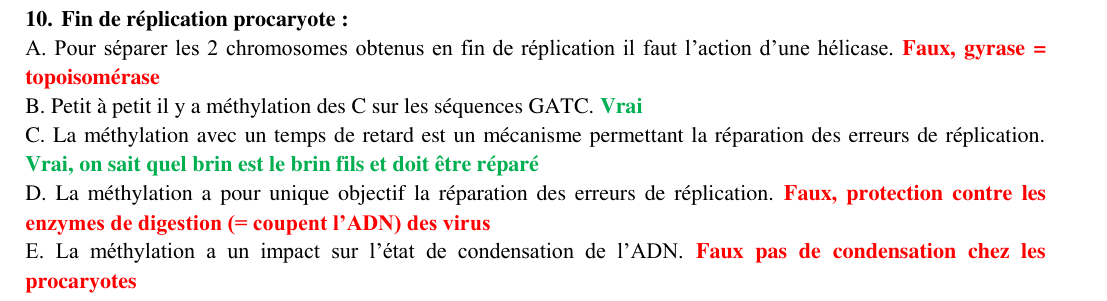 10. Fin de réplication procaryote :
A. Pour séparer les 2 chromosomes obtenus en fin de réplication il faut l’action d’une hélicase. Faux, gyrase =
topoisomérase
B. Petit à petit il y a méthylation des C sur les séquences GATC. Vrai
C. La méthylation avec un temps de retard est un mécanisme permettant la réparation des erreurs de réplication.
Vrai, on sait quel brin est le brin fils et doit être réparé
D. La méthylation a pour unique objectif la réparation des erreurs de réplication. Faux, protection contre les
enzymes de digestion (= coupent l’ADN) des virus
E. La méthylation a un impact sur l’état de condensation de l’ADN. Faux pas de condensation chez les
procaryotes